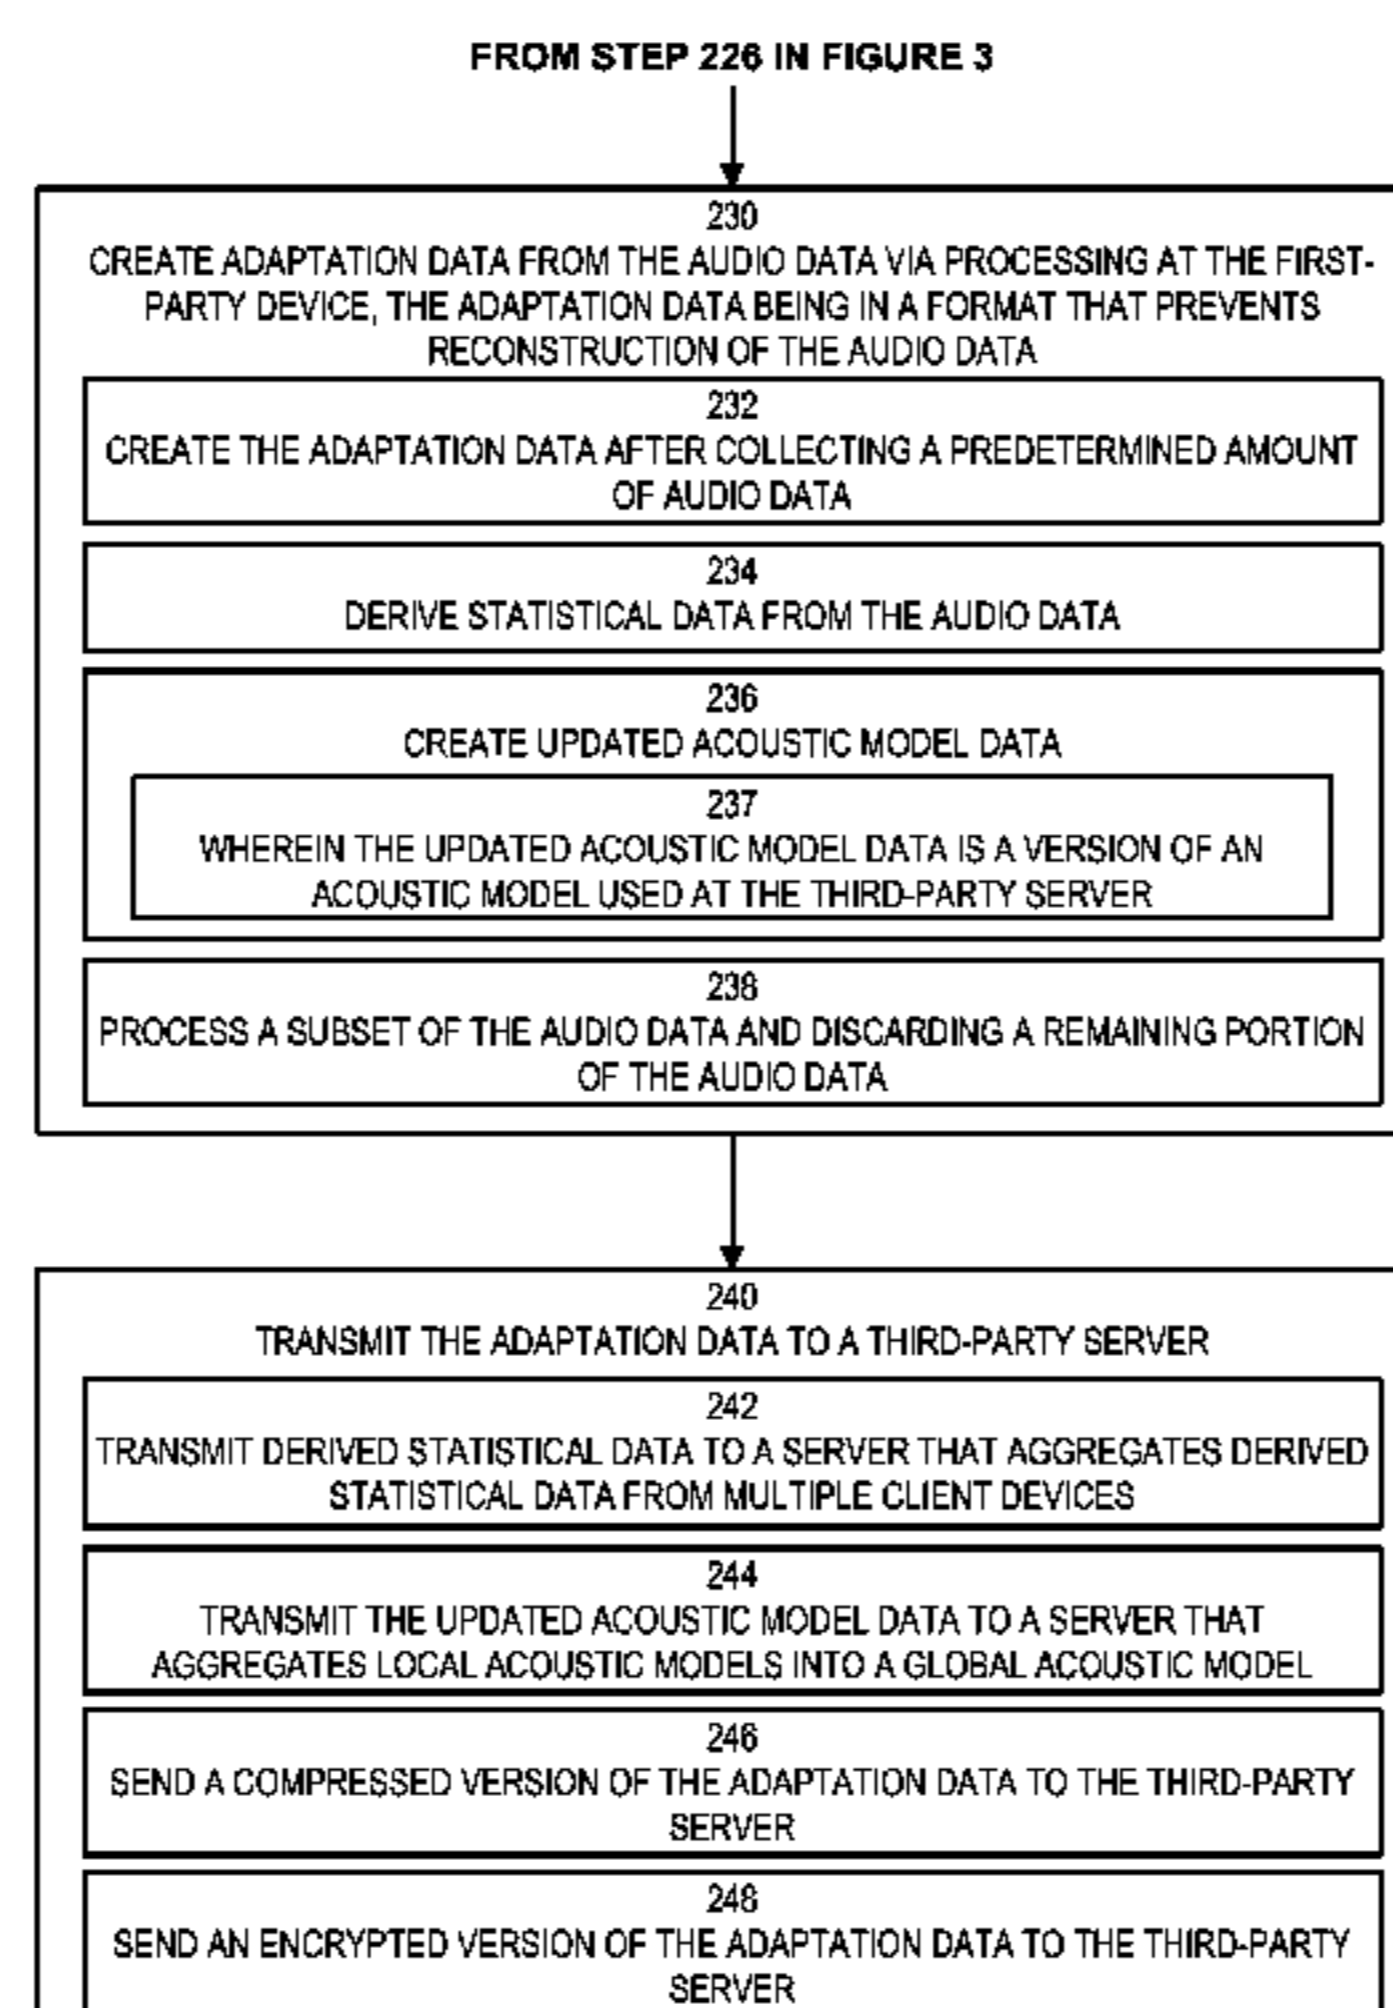 FROM STEP 226 IN FIGURE 3
230
CREATE ADAPTATION DATA FROM THE AUDIO DATA VIA PROCESSING AT THE FIRST-
PARTY DEVICE, THE ADAPTATION DATA BEING IN A FORMAT THAT PREVENTS
RECONSTRUCTION OF THE AUDIO DATA
232
CREATE THE ADAPTATION DATA AFTER COLLECTING A PREDETERMINED AMOUNT
OF AUDIO DATA
234
DERIVE STATISTICAL DATA FROM THE AUDIO DATA
236
CREATE UPDATED ACOUSTIC MODEL DATA
237
WHEREIN THE UPDATED ACOUSTIC MODEL DATA IS A VERSION OF AN
ACOUSTIC MODEL USED AT THE THIRD-PARTY SERVER
238
PROCESS A SUBSET OF THE AUDIO DATA AND DISCARDING A REMAINING PORTION
OF THE AUDIO DATA
240
TRANSMIT THE ADAPTATION DATA TO A THIRD-PARTY SERVER
242
TRANSMIT DERIVED STATISTICAL DATA TO A SERVER THAT AGGREGATES DERIVED
STATISTICAL DATA FROM MULTIPLE CLIENT DEVICES
244
TRANSMIT THE UPDATED ACOUSTIC MODEL DATA TO A SERVER THAT
AGGREGATES LOCAL ACOUSTIC MODELS INTO A GLOBAL ACOUSTIC MODEL
246
SEND A COMPRESSED VERSION OF THE ADAPTATION DATA TO THE THIRD-PARTY
SERVER
248
SEND AN ENCRYPTED VERSION OF THE ADAPTATION DATA TO THE THIRD-PARTY
SERVER